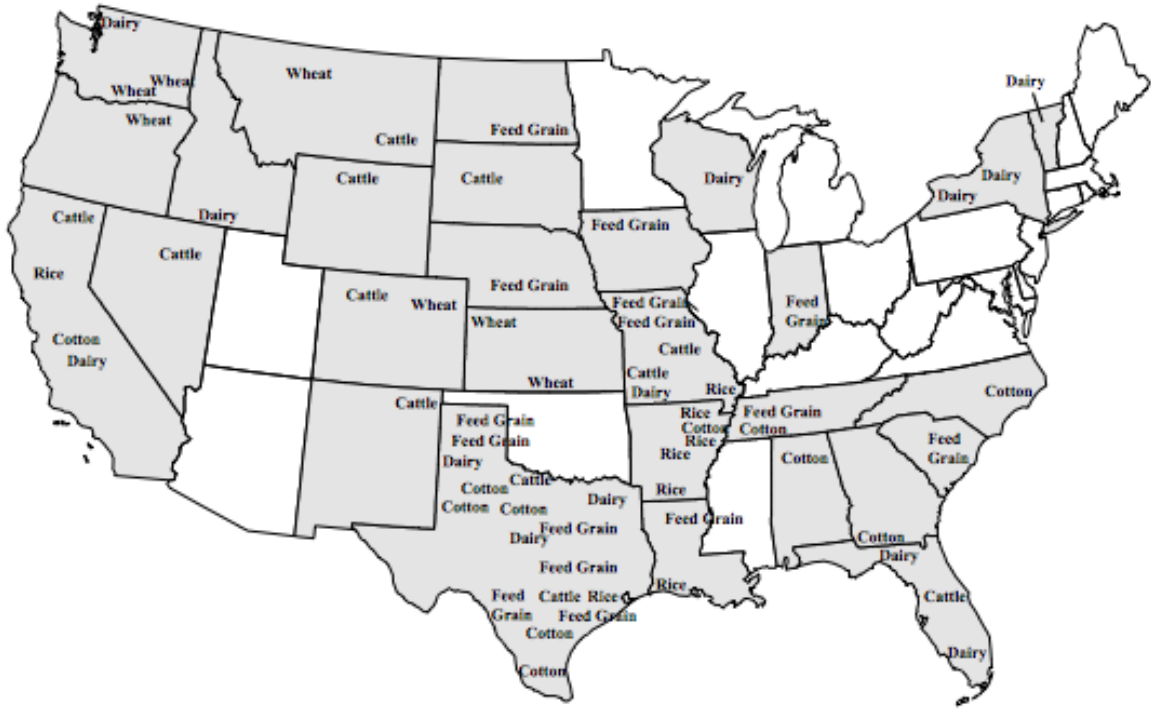 Dairy
Wheat
Wheat
Wheat
Wheat
Cattle
Feed Grain
Cattle
Cattle
Dairy
Dairy
Dairy
Dairy
Dairy
Cattle
Cattle
Rice
Cotton
Dairy
Feed Grain
Feed Grain
Cattle
Wheat
Wheat
Wheat
Feed Grain
Feed Grain
Cattle
Cattle
Dairy
Rice
Feed
Grain
Cattle
Feed Grain
Feed Grain
Dairy
Cattle
Cotton
Cotton
Cotton
Dairy
Feed Grain
Dairy
Feed Grain
Feed
Grain
Cattle
Rice
Feed Grain
Cotton
Cotton
Rice
Cotton
Rice
Rice
Rice
Feed Grain
Rice
Feed Grain
Cotton
Cotton
Cotton
Feed
Grain
Cotton
Dairy
Cattle
Dairy